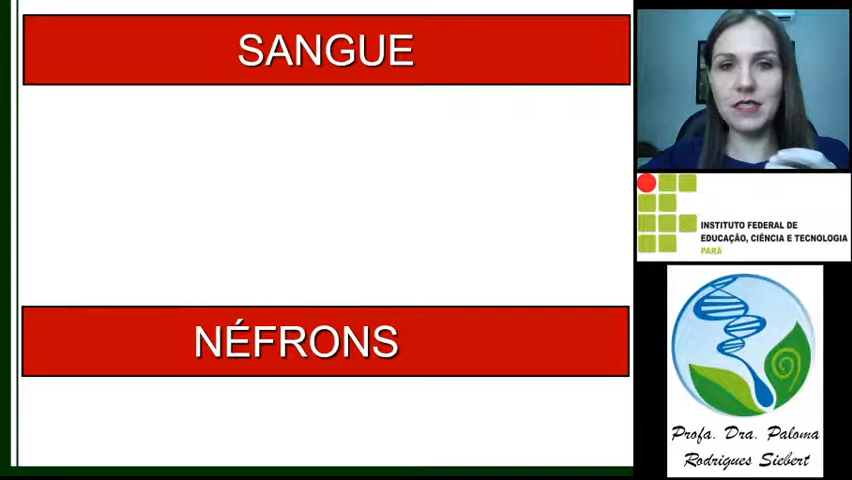 SANGUE
NÉFRONS
INSTITUTO FEDERAL DE
EDUCAÇÃO, CIÊNCIA E TECNOLOGIA
PARÁ
Profa. Dra. Paloma
Rodrigues Siebert